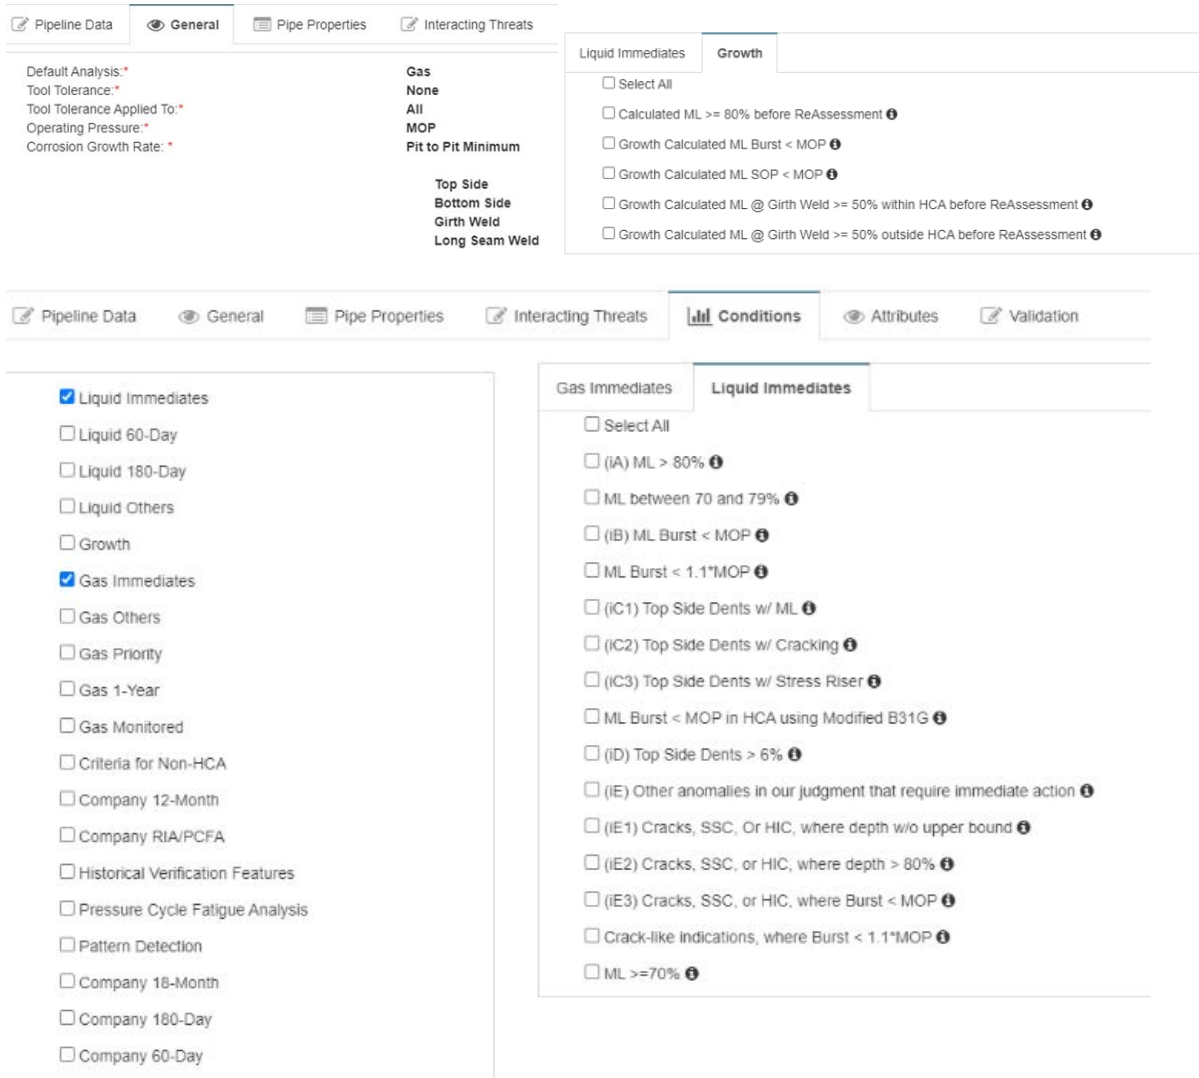 Pipeline Data General Pipe Properties Interacting Threats
Default Analysis:* Gas
Tool Tolerance:* None
Tool Tolerance Applied To:* All
Operating Pressure:* MOP
Corrosion Growth Rate: * Pit to Pit Minimum
Top Side
Bottom Side
Girth Weld
Long Seam Weld
Liquid Immediates Growth
Select All
Calculated ML >= 80% before ReAssessment
Growth Calculated ML Burst < MOP
Growth Calculated ML SOP < MOP
Growth Calculated ML @ Girth Weld >= 50% within HCA before ReAssessment
Growth Calculated ML @ Girth Weld >= 50% outside HCA before ReAssessment
Pipeline Data General Pipe Properties Interacting Threats Conditions Attributes Validation
Liquid Immediates
Liquid 60-Day
Liquid 180-Day
Liquid Others
Growth
Gas Immediates
Gas Others
Gas Priority
Gas 1-Year
Gas Monitored
Criteria for Non-HCA
Company 12-Month
Company RIA/PCFA
Historical Verification Features
Pressure Cycle Fatigue Analysis
Pattern Detection
Company 18-Month
Company 180-Day
Company 60-Day
Gas Immediates Liquid Immediates
Select All
(iA) ML > 80%
ML between 70 and 79%
(iB) ML Burst < MOP
ML Burst < 1.1*MOP
(iC1) Top Side Dents w/ ML
(iC2) Top Side Dents w/ Cracking
(iC3) Top Side Dents w/ Stress Riser
ML Burst < MOP in HCA using Modified B31G
(iD) Top Side Dents > 6%
(iE) Other anomalies in our judgment that require immediate action
(iE1) Cracks, SSC, Or HIC, where depth w/o upper bound
(iE2) Cracks, SSC, or HIC, where depth > 80%
(iE3) Cracks, SSC, or HIC, where Burst < MOP
Crack-like indications, where Burst < 1.1*MOP
ML >=70%